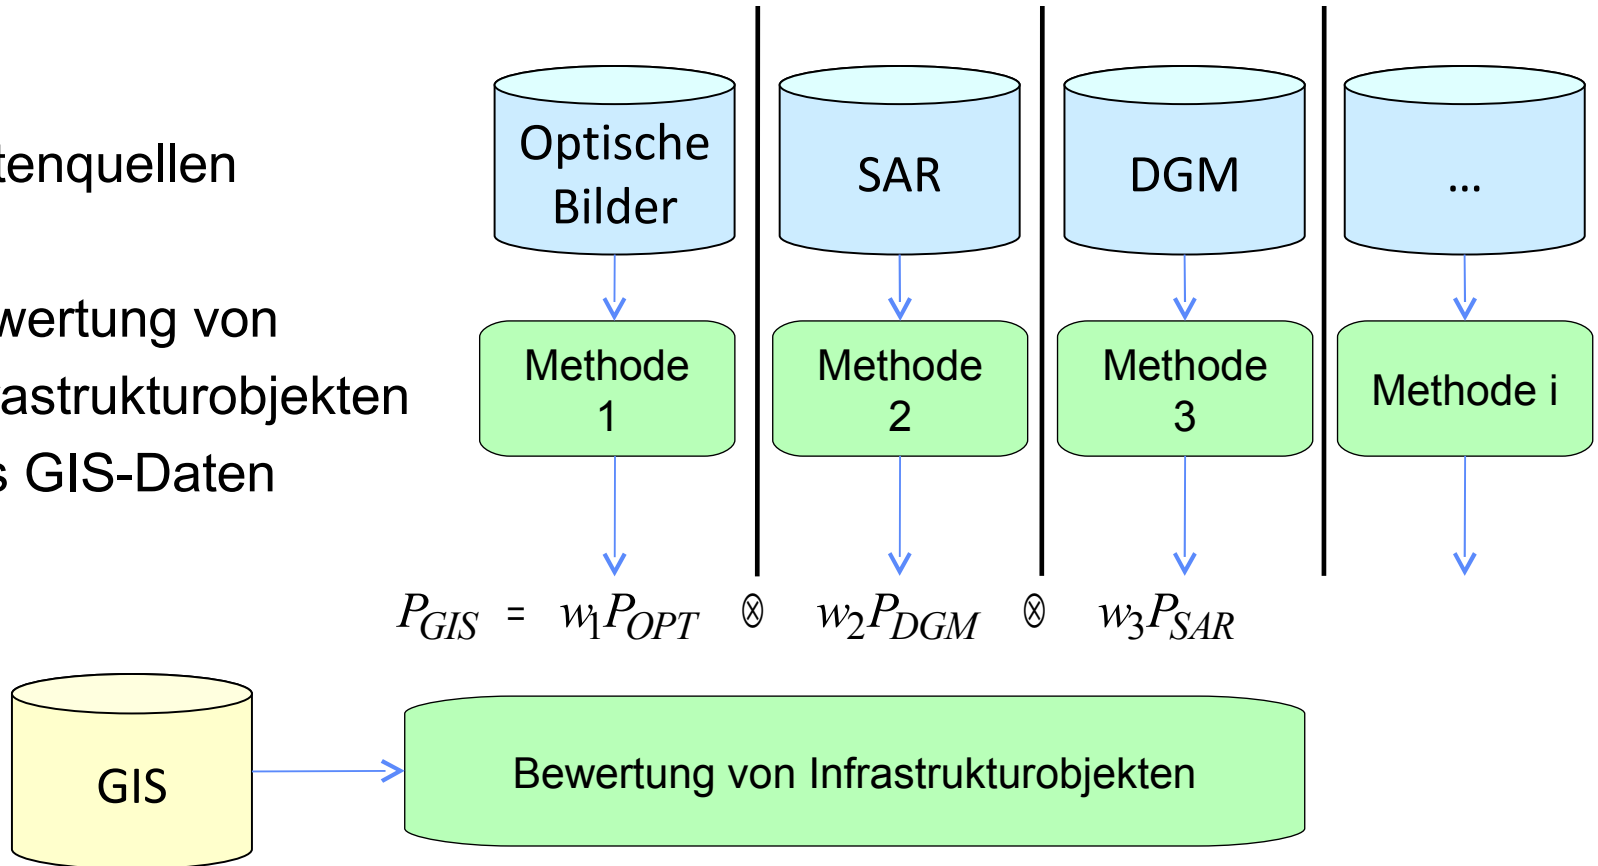 tenquellen
wertung von
rastrukturobjekten
s GIS-Daten
Optische
Bilder
SAR
DGM
...
Methode
1
Methode
2
Methode
3
Methode i
P_GIS = w_1P_OPT ⊗ w_2P_DGM ⊗ w_3P_SAR
GIS
Bewertung von Infrastrukturobjekten